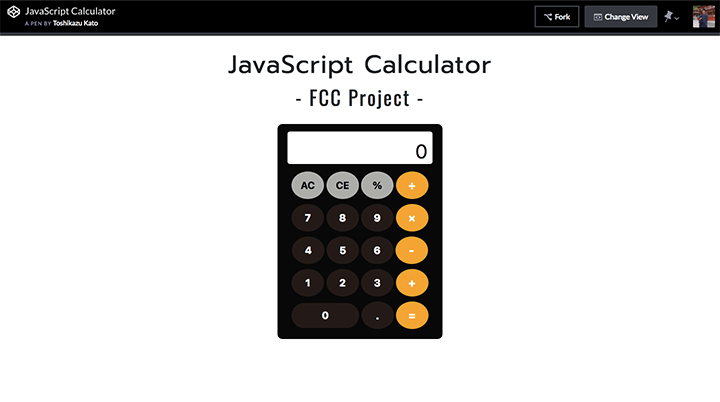 JavaScript Calculator
A PEN BY Toshikazu Kato
Fork
Change View
JavaScript Calculator
- FCC Project -
0
AC CE % ÷
7 8 9 ×
4 5 6 -
1 2 3 +
0 . =